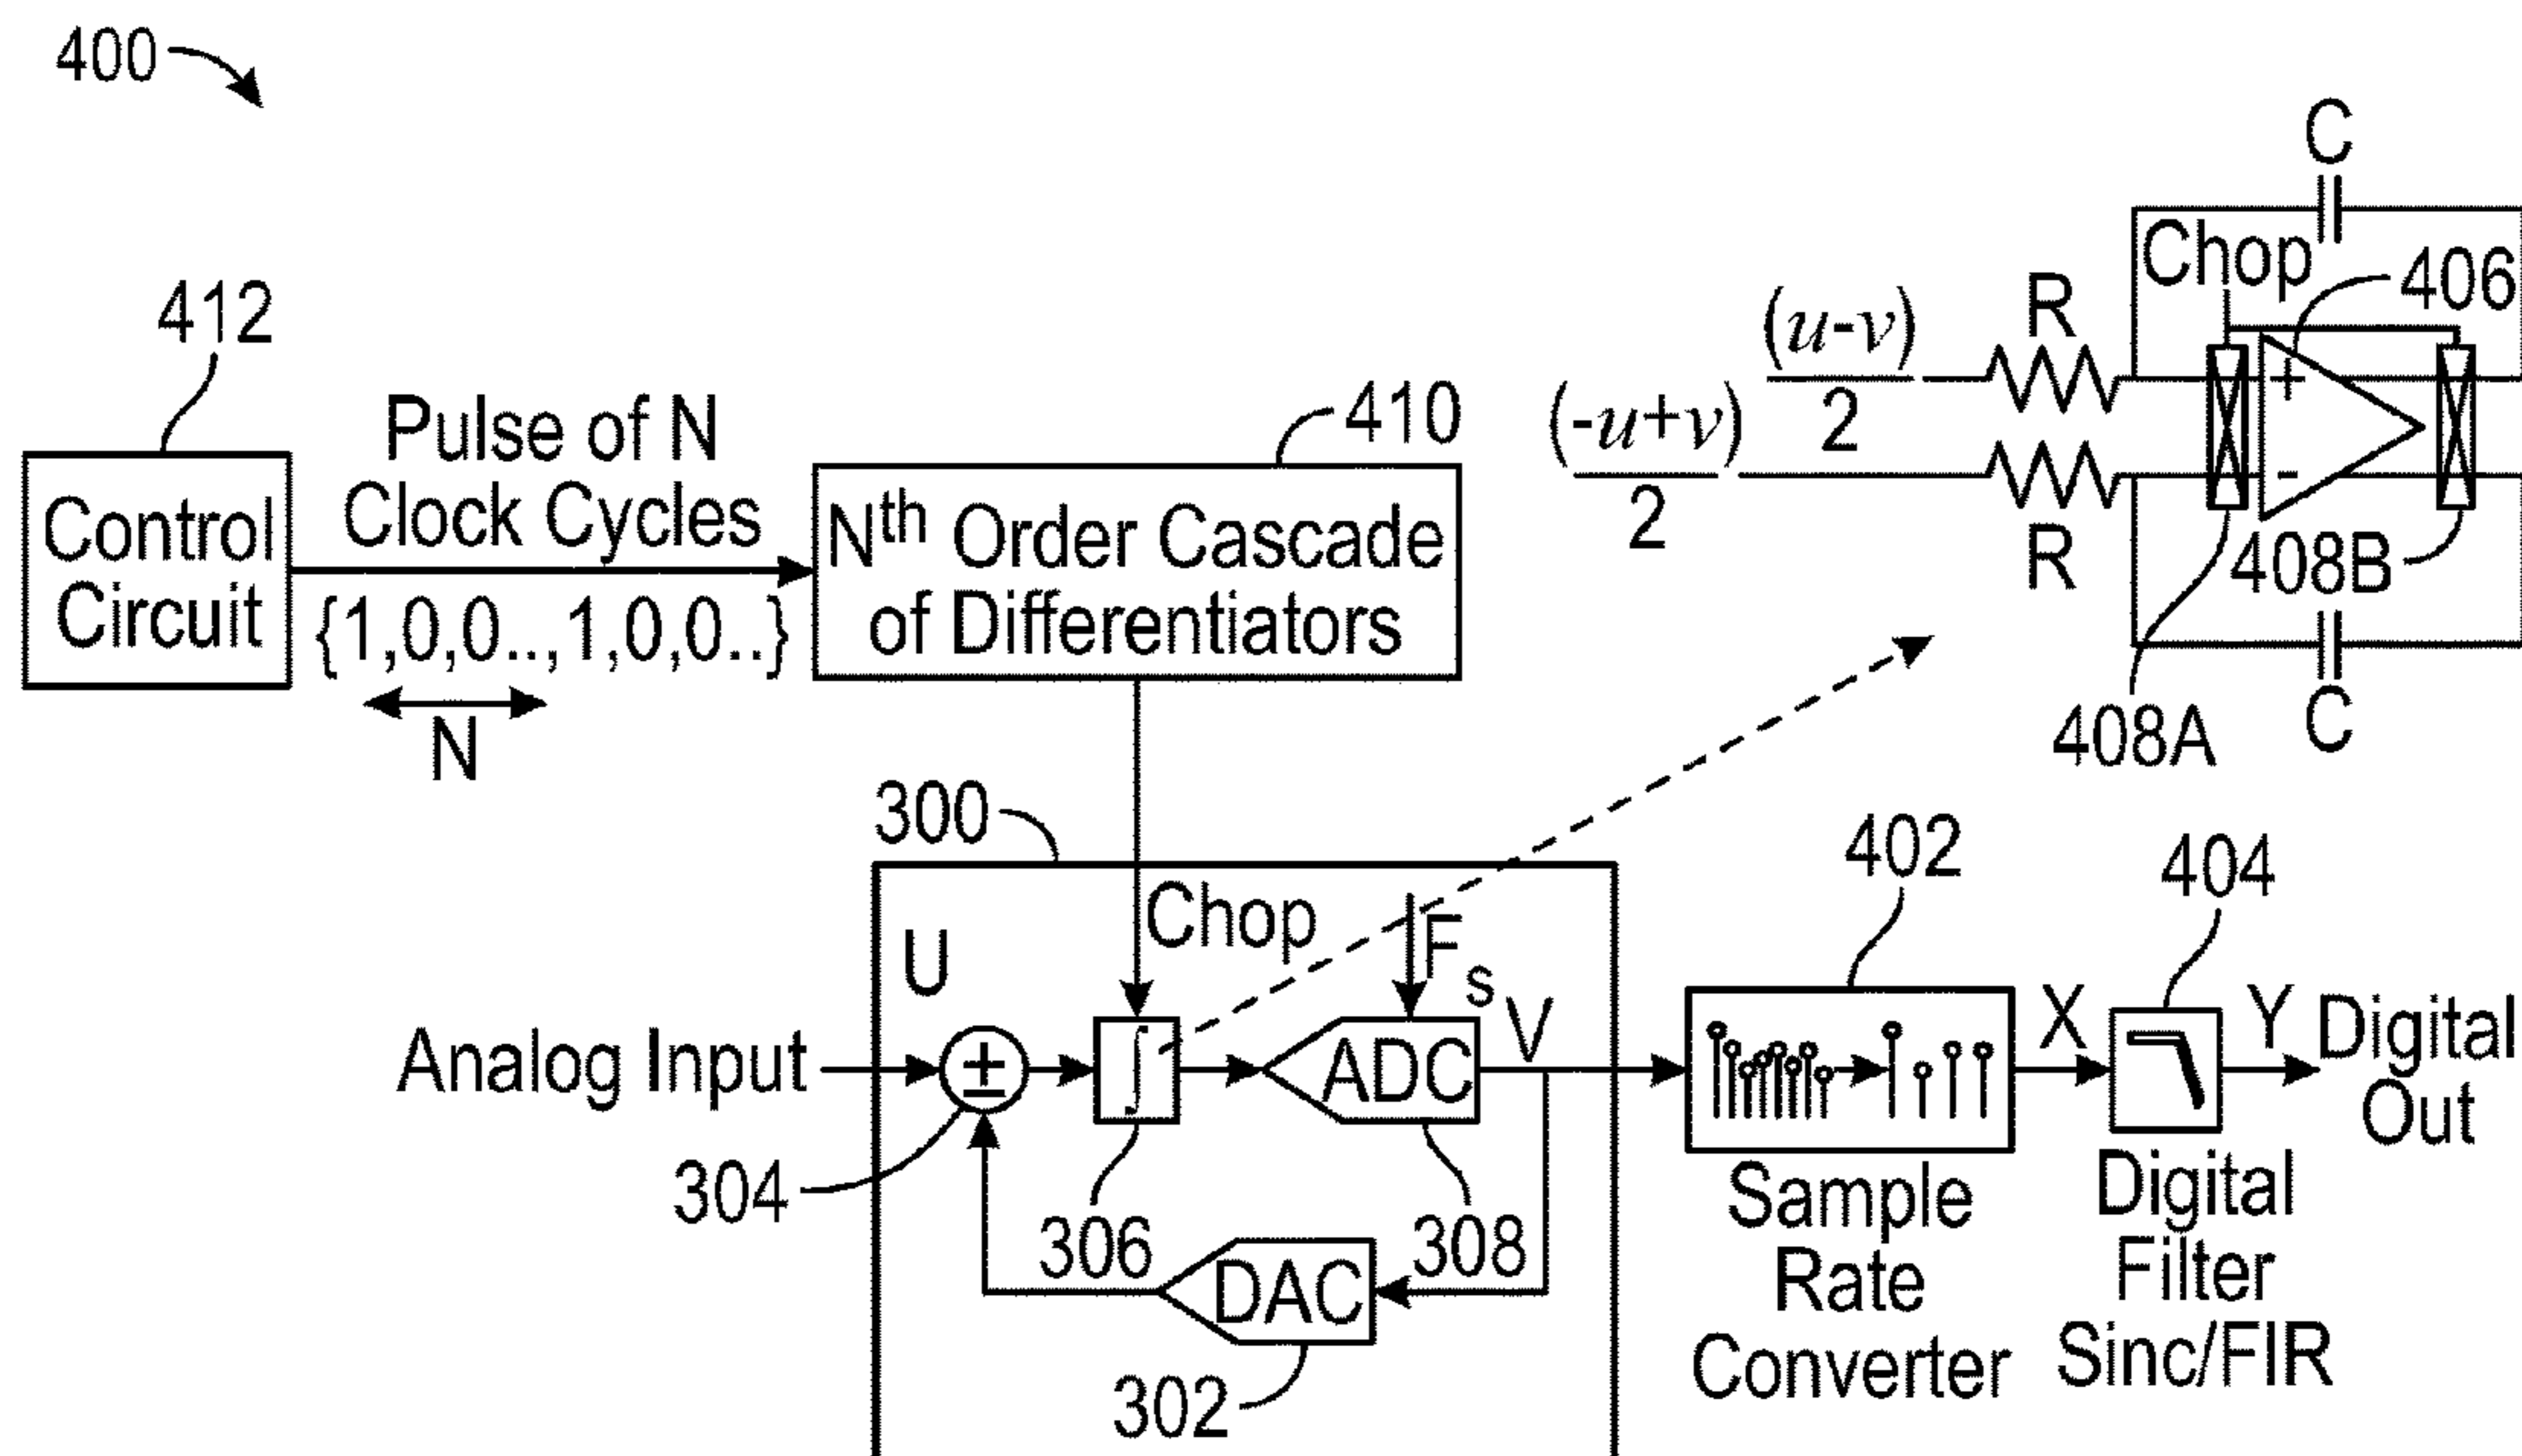 400
412
Control
Circuit
Pulse of N
Clock Cycles
{1,0,0..,1,0,0..}
N
410
Nth Order Cascade
of Differentiators
C
Chop
406
(u-v)
2
R
(-u+v)
2
R
408B
408A
C
300
Chop
U
Fs
V
Analog Input
±
304
∫
306
ADC
308
DAC
302
402
Sample
Rate
Converter
X
404
Digital
Filter
Sinc/FIR
Y
Digital
Out
+
-